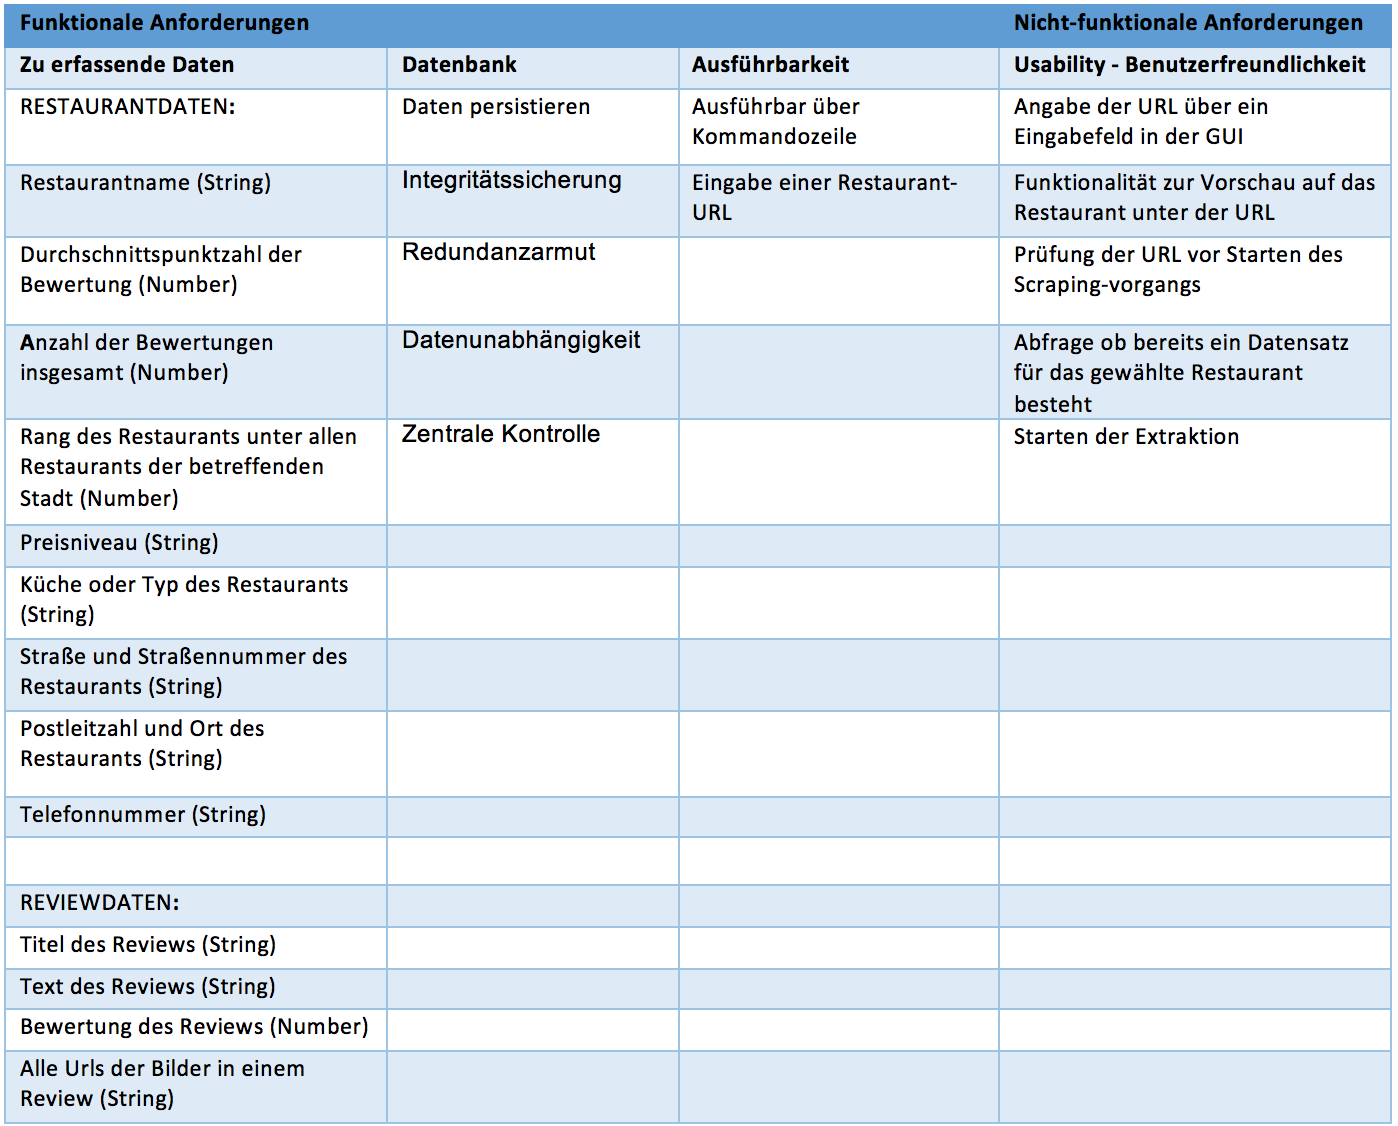 Funktionale Anforderungen
Nicht-funktionale Anforderungen
Zu erfassende Daten
Datenbank
Ausführbarkeit
Usability - Benutzerfreundlichkeit
RESTAURANTDATEN:
Daten persistieren
Ausführbar über
Kommandozeile
Angabe der URL über ein
Eingabefeld in der GUI
Restaurantname (String)
Integritätssicherung
Eingabe einer Restaurant-
URL
Funktionalität zur Vorschau auf das
Restaurant unter der URL
Durchschnittspunktzahl der
Bewertung (Number)
Redundanzarmut
Prüfung der URL vor Starten des
Scraping-vorgangs
Anzahl der Bewertungen
insgesamt (Number)
Datenunabhängigkeit
Abfrage ob bereits ein Datensatz
für das gewählte Restaurant
besteht
Rang des Restaurants unter allen
Restaurants der betreffenden
Stadt (Number)
Zentrale Kontrolle
Starten der Extraktion
Preisniveau (String)
Küche oder Typ des Restaurants
(String)
Straße und Straßennummer des
Restaurants (String)
Postleitzahl und Ort des
Restaurants (String)
Telefonnummer (String)
REVIEWDATEN:
Titel des Reviews (String)
Text des Reviews (String)
Bewertung des Reviews (Number)
Alle Urls der Bilder in einem
Review (String)